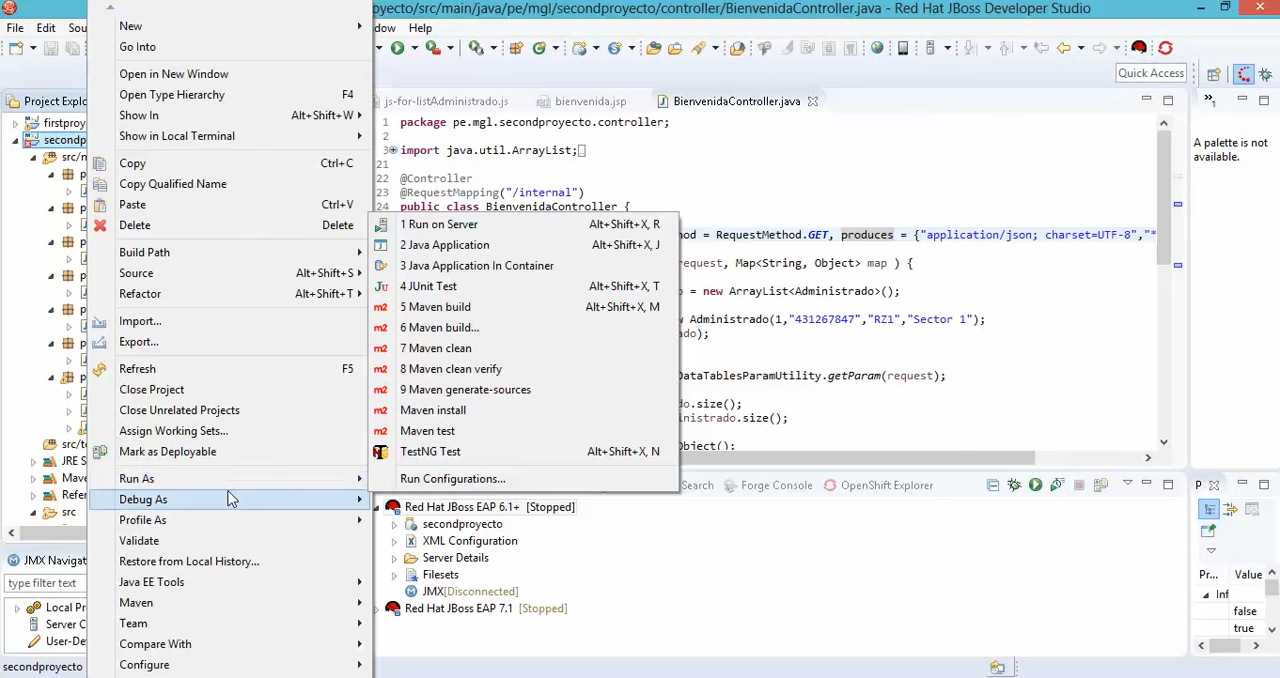 yecto/src/main/java/pe/mgl/secondproyecto/controller/BienvenidaController.java - Red Hat JBoss Developer Studio
File Edit Sou
dow Help
Quick Access
Project Explo
firstproy
secondp
src/m
p
p
p
p
p
p
p
src/te
JRE S
Mave
Refer
src
New
Go Into
Open in New Window
Open Type Hierarchy F4
Show In Alt+Shift+W
Show in Local Terminal
Copy Ctrl+C
Copy Qualified Name
Paste Ctrl+V
Delete Delete
Build Path
Source Alt+Shift+S
Refactor Alt+Shift+T
Import...
Export...
Refresh F5
Close Project
Close Unrelated Projects
Assign Working Sets...
Mark as Deployable
Run As
Debug As
Profile As
Validate
Restore from Local History...
Java EE Tools
Maven
Team
Compare With
Configure
1 Run on Server Alt+Shift+X, R
2 Java Application Alt+Shift+X, J
3 Java Application In Container
4 JUnit Test Alt+Shift+X, T
5 Maven build Alt+Shift+X, M
6 Maven build...
7 Maven clean
8 Maven clean verify
9 Maven generate-sources
Maven install
Maven test
TestNG Test Alt+Shift+X, N
Run Configurations...
js-for-listAdministrado.js bienvenida.jsp BienvenidaController.java
1 package pe.mgl.secondproyecto.controller;
2
3 import java.util.ArrayList;
21
22 @Controller
23 @RequestMapping("/internal")
24 public class BienvenidaController {
nod = RequestMethod.GET, produces = {"application/json; charset=UTF-8","*
request, Map<String, Object> map ) {
o = new ArrayList<Administrado>();
w Administrado(1,"431267847","RZ1","Sector 1");
ado);
DataTablesParamUtility.getParam(request);
do.size();
nistrado.size();
Object();
A palette is not
available.
Search Forge Console OpenShift Explorer
Red Hat JBoss EAP 6.1+ [Stopped]
secondproyecto
XML Configuration
Server Details
Filesets
JMX[Disconnected]
Red Hat JBoss EAP 7.1 [Stopped]
P
Pr... Value
Inf
false
true
JMX Navigat
type filter text
Local Pr
Server C
User-De
secondproyecto